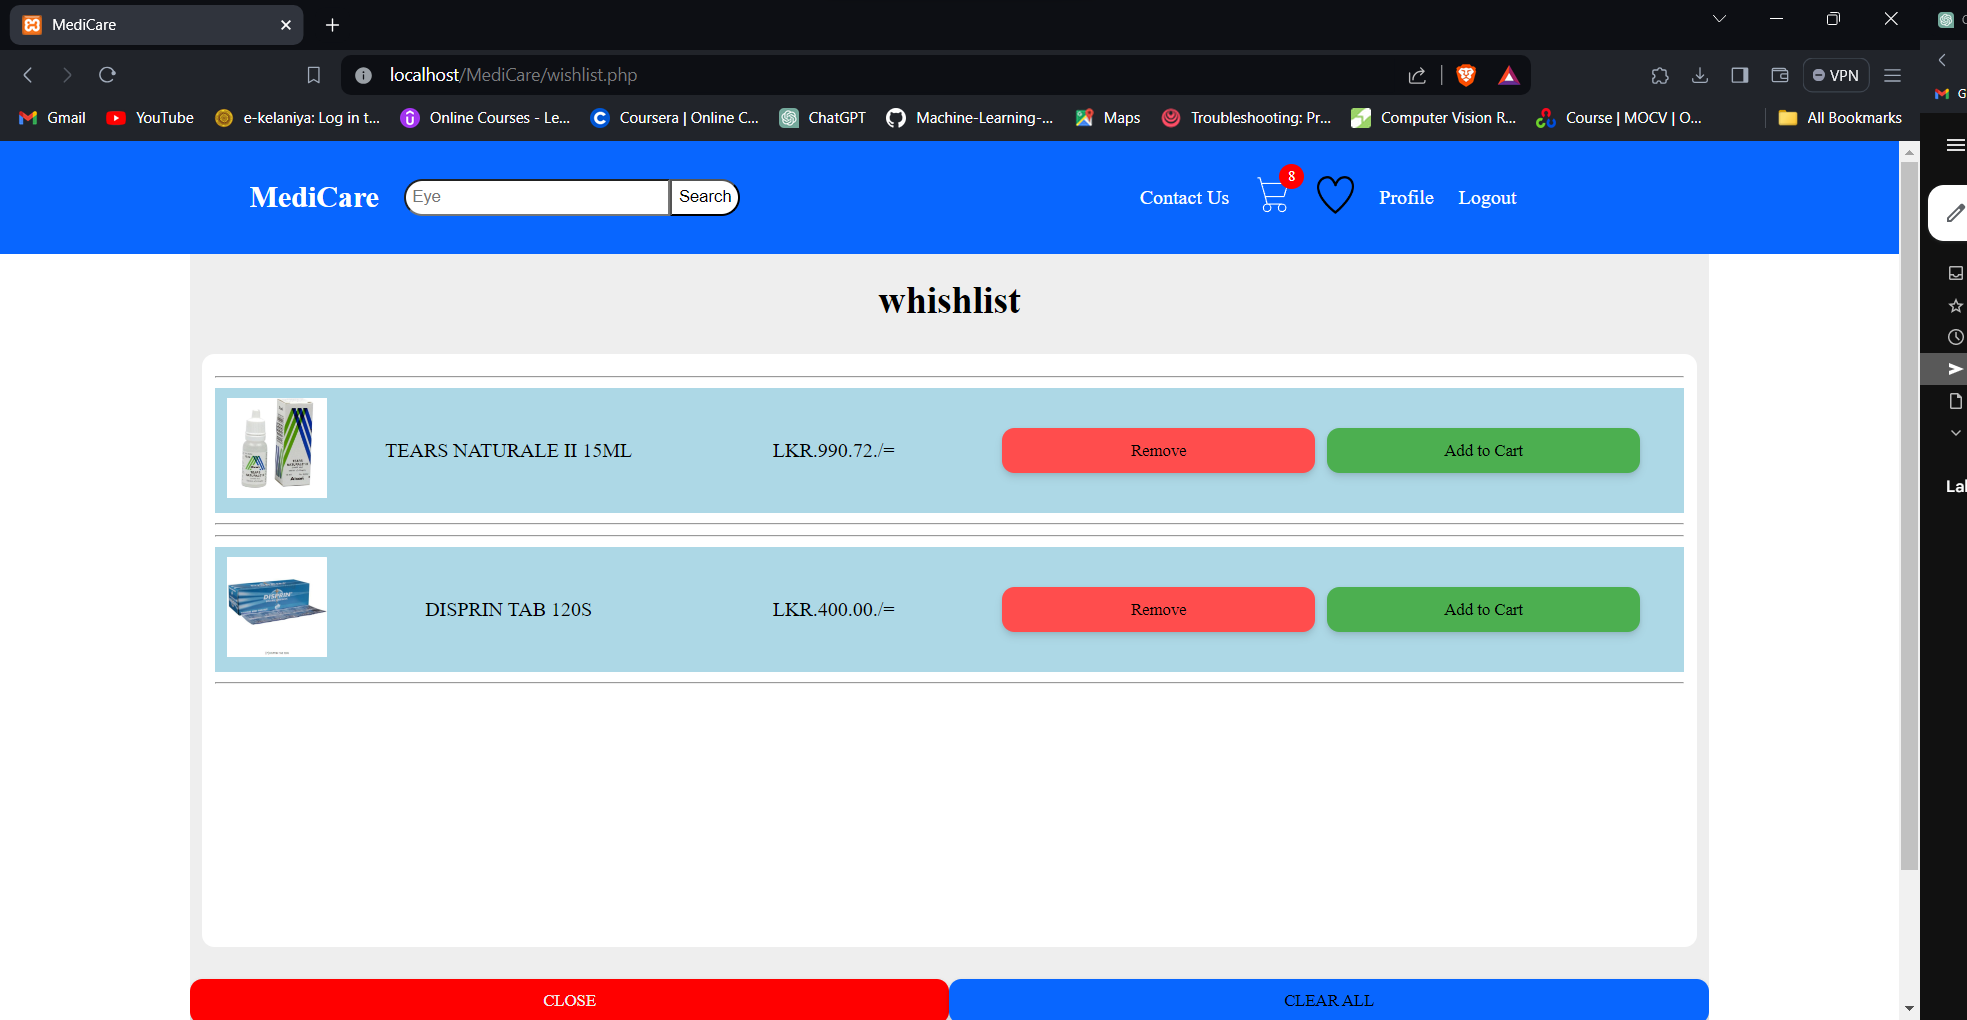 MediCare
localhost/MediCare/wishlist.php
VPN
Gmail YouTube e-kelaniya: Log in t... Online Courses - Le... Coursera | Online C... ChatGPT Machine-Learning-... Maps Troubleshooting: Pr... Computer Vision R... Course | MOCV | O... All Bookmarks
MediCare Eye Search Contact Us 8 Profile Logout
whishlist
TEARS NATURALE II 15ML LKR.990.72./= Remove Add to Cart
DISPRIN
DISPRIN TAB 120S LKR.400.00./= Remove Add to Cart
CLOSE CLEAR ALL